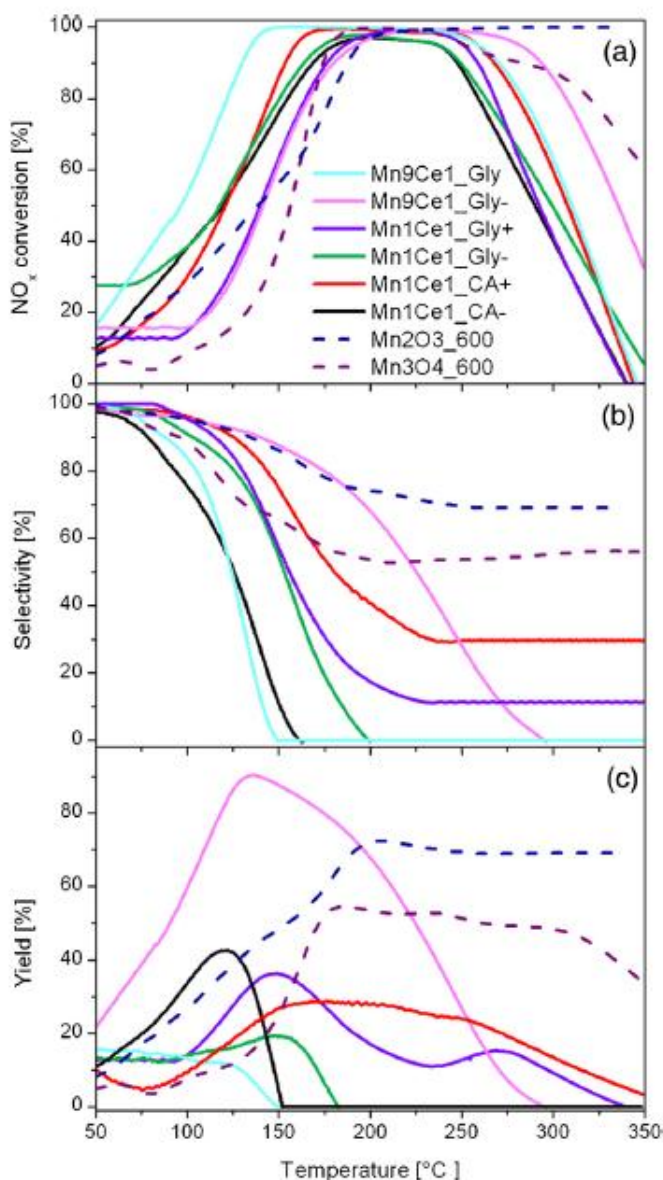 (a)
NOx conversion [%]
100
80
60
40
20
0
Mn9Ce1_Gly
Mn9Ce1_Gly-
Mn1Ce1_Gly+
Mn1Ce1_Gly-
Mn1Ce1_CA+
Mn1Ce1_CA-
Mn2O3_600
Mn3O4_600
(b)
Selectivity [%]
100
80
60
40
20
0
(c)
Yield [%]
80
60
40
20
0
50 100 150 200 250 300 350
Temperature [°C ]